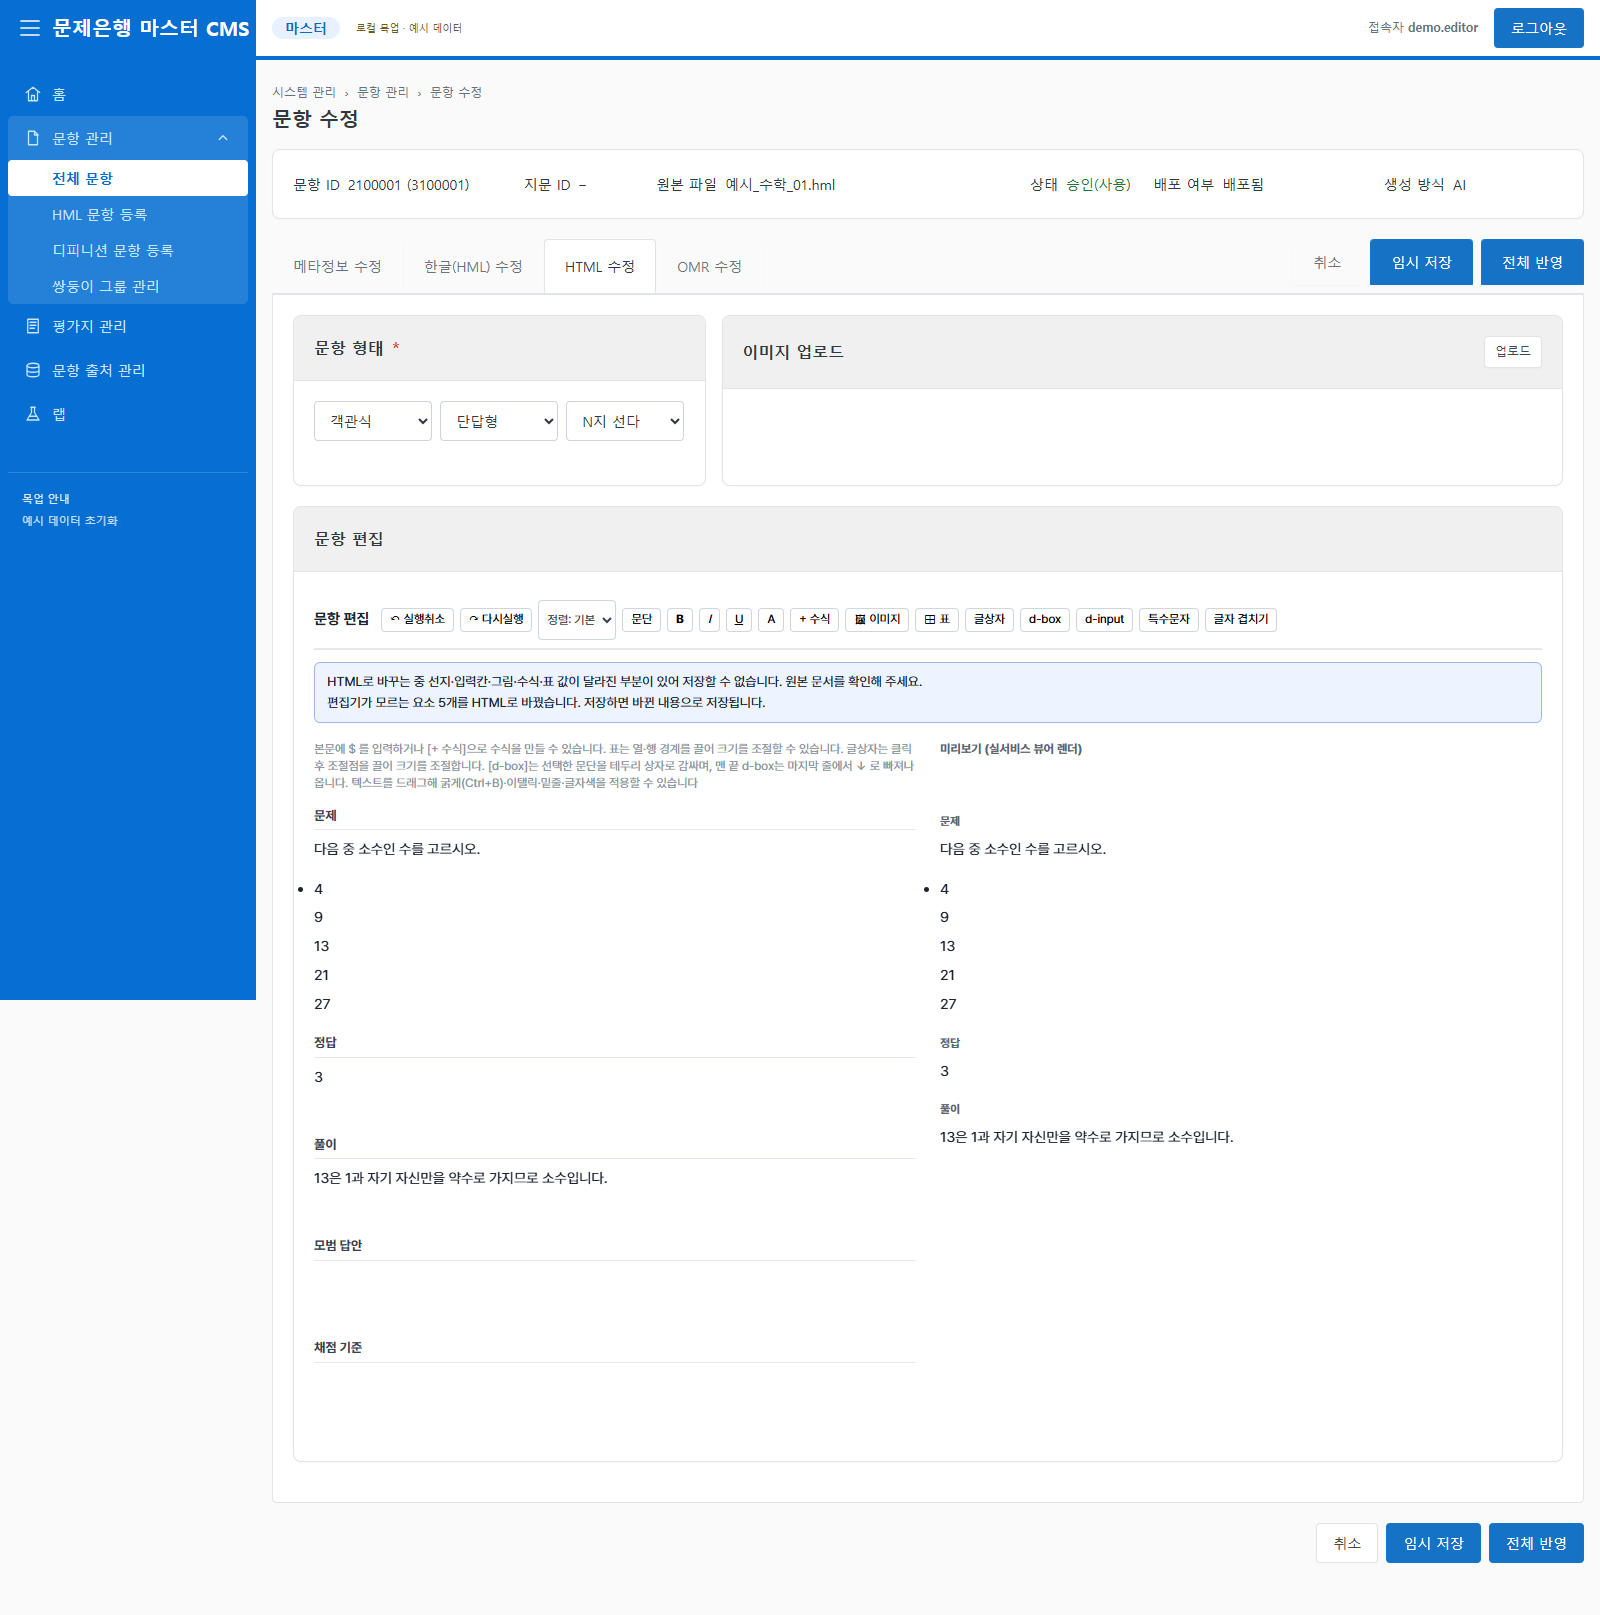 문제은행 마스터 CMS
마스터
로컬 목업 · 예시 데이터
접속자 demo.editor
로그아웃
홈
문항 관리
전체 문항
HML 문항 등록
디피니션 문항 등록
쌍둥이 그룹 관리
평가지 관리
문항 출처 관리
랩
목업 안내
예시 데이터 초기화
시스템 관리 › 문항 관리 › 문항 수정
문항 수정
문항 ID 2100001 (3100001)
지문 ID –
원본 파일 예시_수학_01.hml
상태 승인(사용)
배포 여부 배포됨
생성 방식 AI
메타정보 수정
한글(HML) 수정
HTML 수정
OMR 수정
취소
임시 저장
전체 반영
문항 형태 *
객관식
단답형
N지 선다
이미지 업로드
업로드
문항 편집
문항 편집
↶ 실행취소
↷ 다시실행
정렬: 기본
문단
B
I
U
A
+ 수식
이미지
표
글상자
d-box
d-input
특수문자
글자 겹치기
HTML로 바꾸는 중 선지·입력칸·그림·수식·표 값이 달라진 부분이 있어 저장할 수 없습니다. 원본 문서를 확인해 주세요.
편집기가 모르는 요소 5개를 HTML로 바꿨습니다. 저장하면 바뀐 내용으로 저장됩니다.
본문에 $ 를 입력하거나 [+ 수식]으로 수식을 만들 수 있습니다. 표는 열·행 경계를 끌어 크기를 조절할 수 있습니다. 글상자는 클릭
후 조절점을 끌어 크기를 조절합니다. [d-box]는 선택한 문단을 테두리 상자로 감싸며, 맨 끝 d-box는 마지막 줄에서 ↓ 로 빠져나
옵니다. 텍스트를 드래그해 굵게(Ctrl+B)·이탤릭·밑줄·글자색을 적용할 수 있습니다
문제
다음 중 소수인 수를 고르시오.
• 4
9
13
21
27
정답
3
풀이
13은 1과 자기 자신만을 약수로 가지므로 소수입니다.
모범 답안
채점 기준
미리보기 (실서비스 뷰어 렌더)
문제
다음 중 소수인 수를 고르시오.
• 4
9
13
21
27
정답
3
풀이
13은 1과 자기 자신만을 약수로 가지므로 소수입니다.
취소
임시 저장
전체 반영